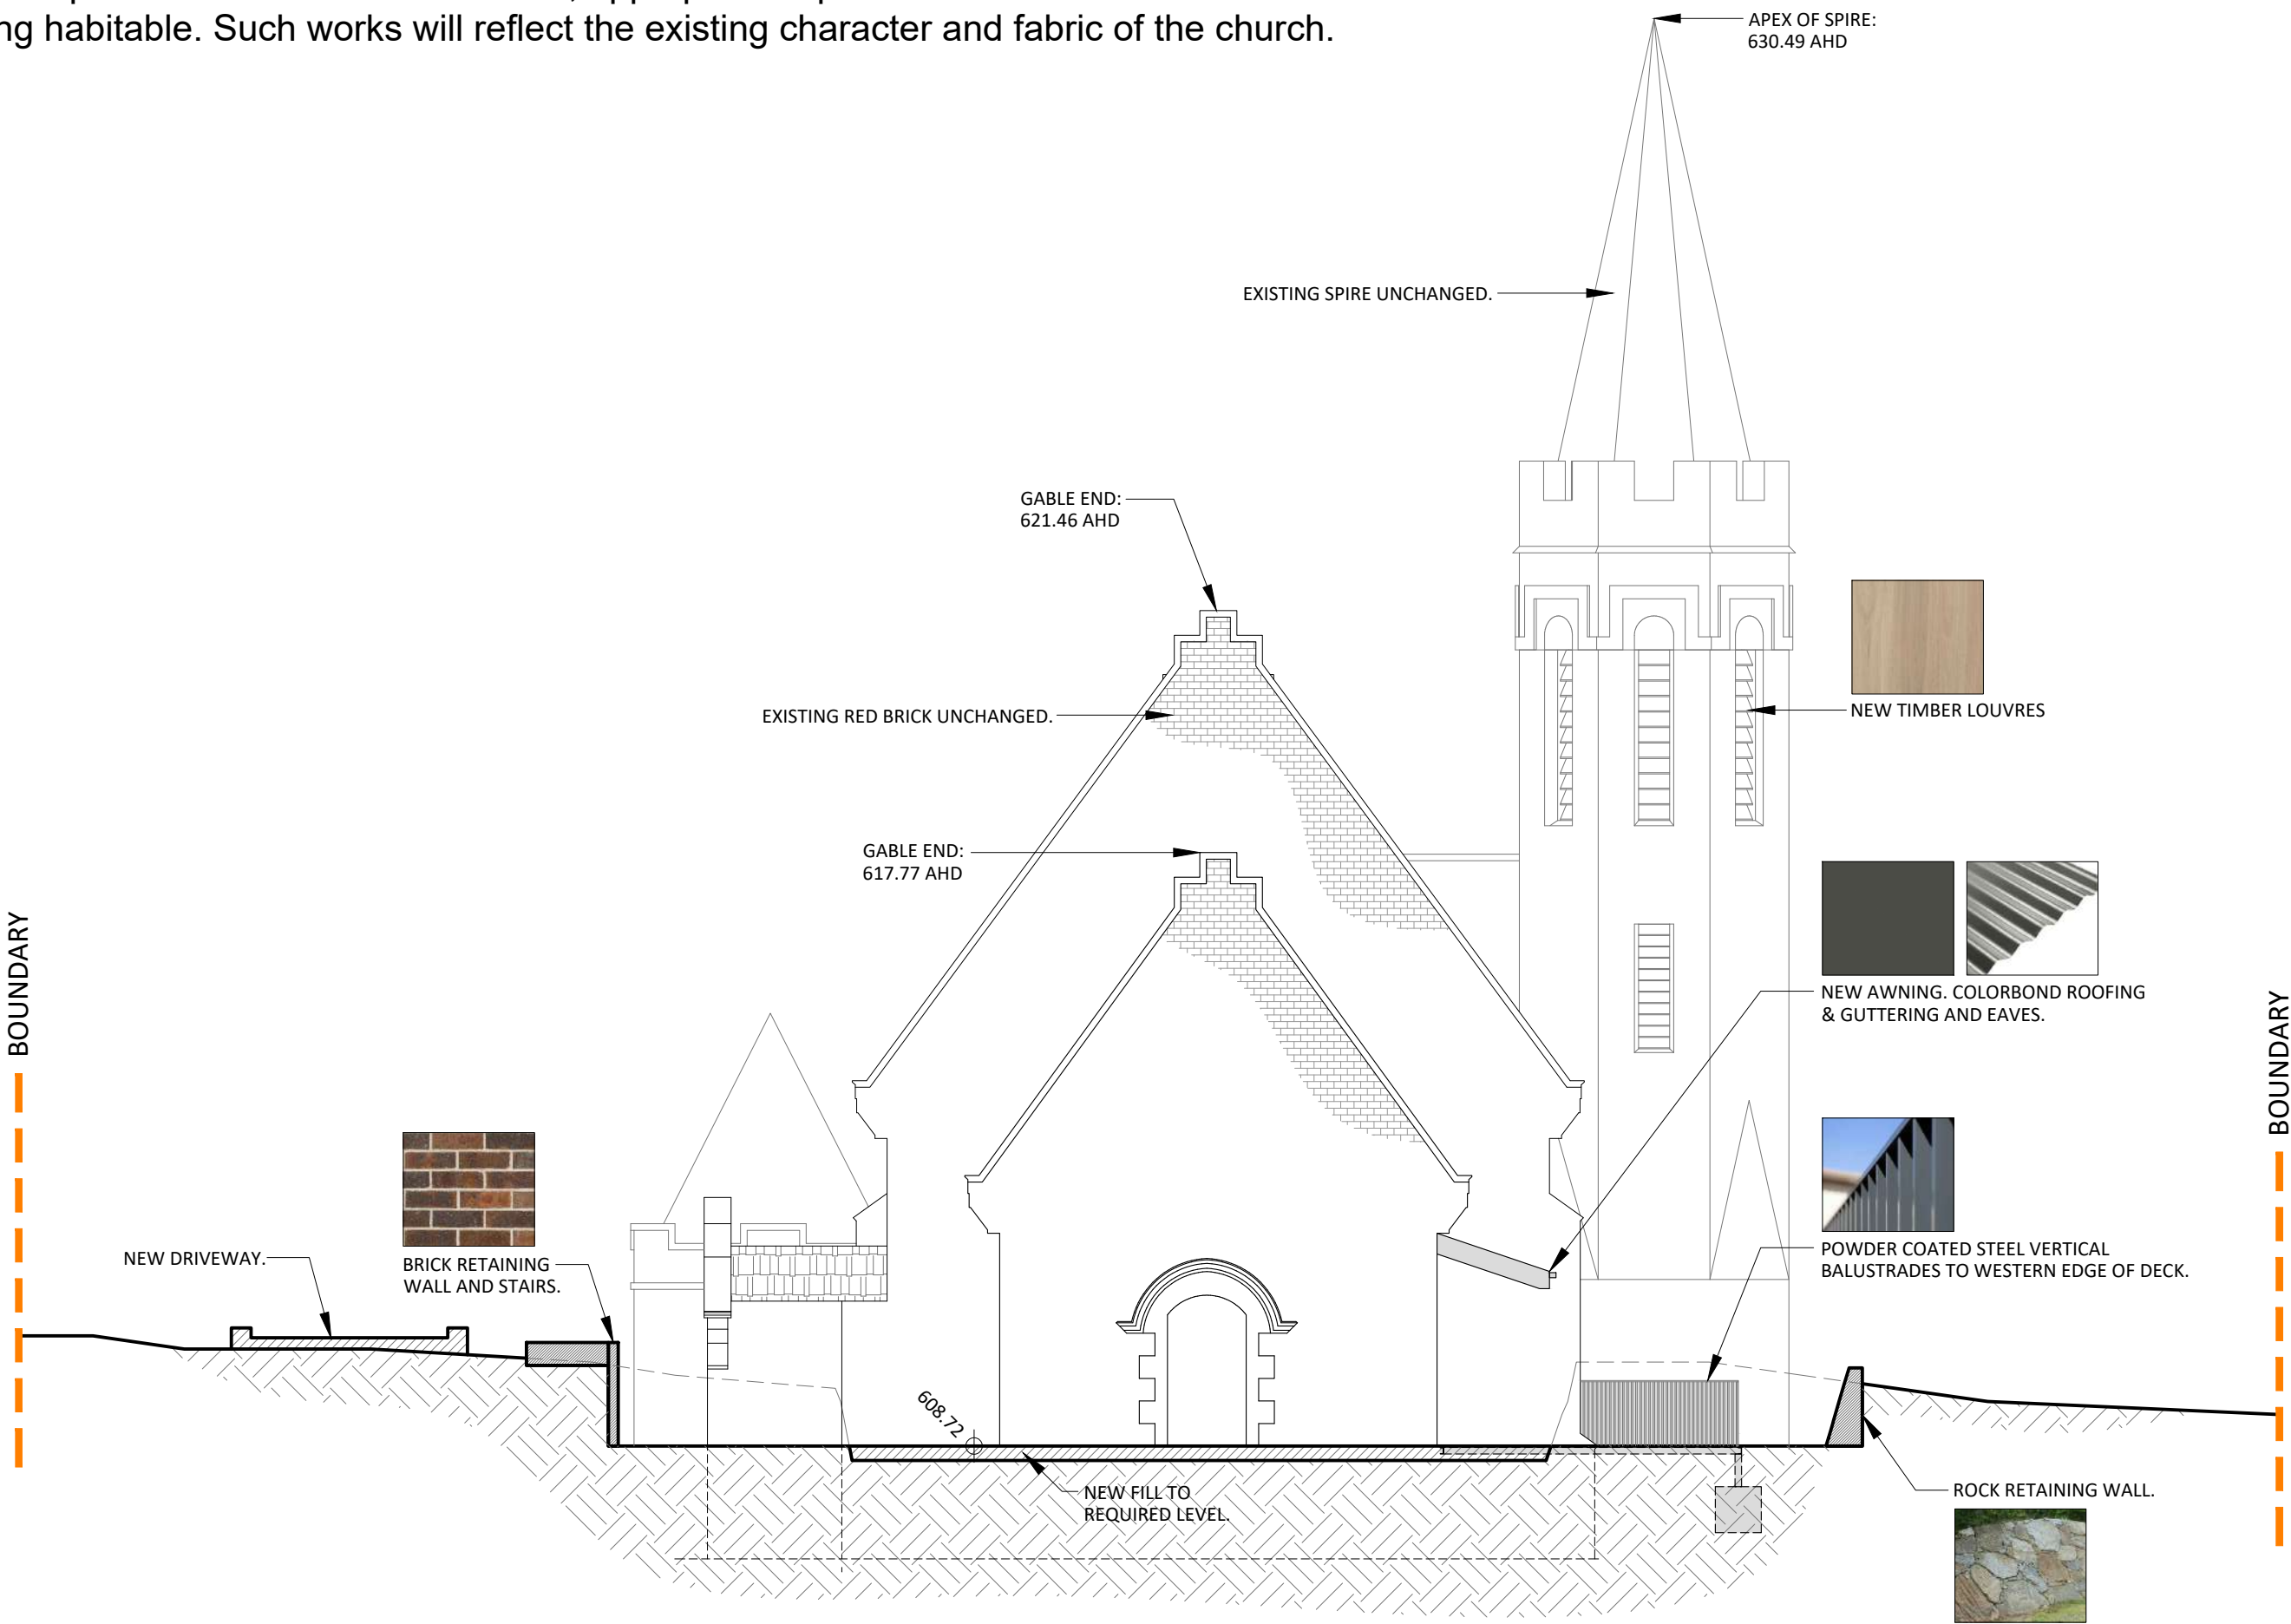 ng habitable. Such works will reflect the existing character and fabric of the church.
APEX OF SPIRE:
630.49 AHD
EXISTING SPIRE UNCHANGED.
GABLE END:
621.46 AHD
EXISTING RED BRICK UNCHANGED.
NEW TIMBER LOUVRES
GABLE END:
617.77 AHD
BOUNDARY
NEW AWNING. COLORBOND ROOFING
& GUTTERING AND EAVES.
BOUNDARY
NEW DRIVEWAY.
BRICK RETAINING
WALL AND STAIRS.
POWDER COATED STEEL VERTICAL
BALUSTRADES TO WESTERN EDGE OF DECK.
608.72
NEW FILL TO
REQUIRED LEVEL.
ROCK RETAINING WALL.